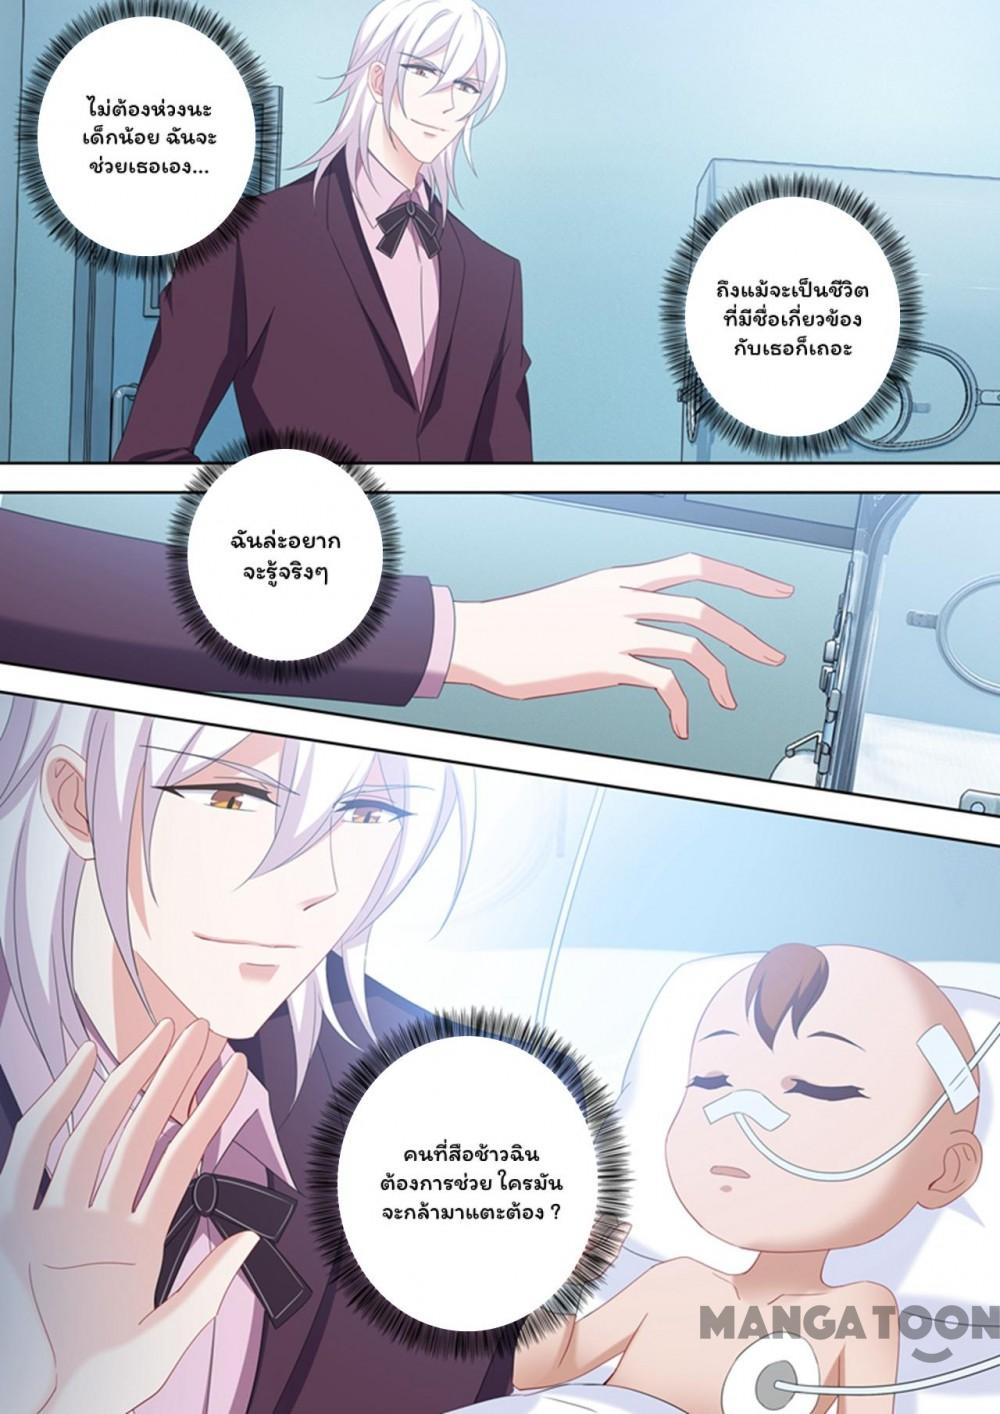 ไม่ต้องห่วงนะ
เด็กน้อย ฉันจะ
ช่วยเธอเอง...
ถึงแม้จะเป็นชีวิต
ที่มีชื่อเกี่ยวข้อง
กับเธอก็เถอะ
ฉันล่ะอยาก
จะรู้จริงๆ
คนที่สือช้าวฉิน
ต้องการช่วย ใครมัน
จะกล้ามาแตะต้อง ?
MANGATOON